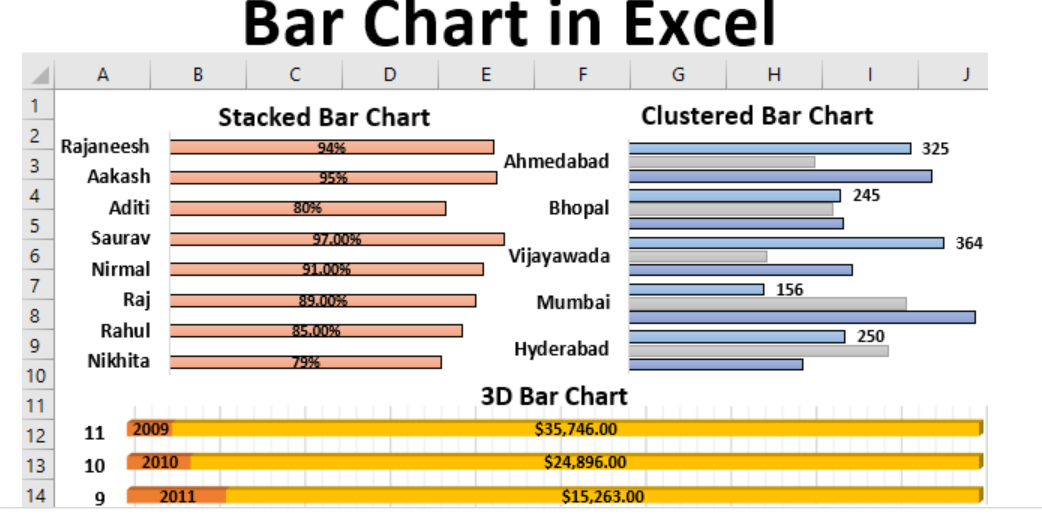 Bar Chart in Excel
A B C D E F G H I J
1
2
3
4
5
6
7
8
9
10
11
12
13
14
Stacked Bar Chart
Rajaneesh 94%
Aakash 95%
Aditi 80%
Saurav 97.00%
Nirmal 91.00%
Raj 89.00%
Rahul 85.00%
Nikhita 79%
Clustered Bar Chart
Ahmedabad 325
Bhopal 245
Vijayawada 364
Mumbai 156
Hyderabad 250
3D Bar Chart
11 2009 $35,746.00
10 2010 $24,896.00
9 2011 $15,263.00